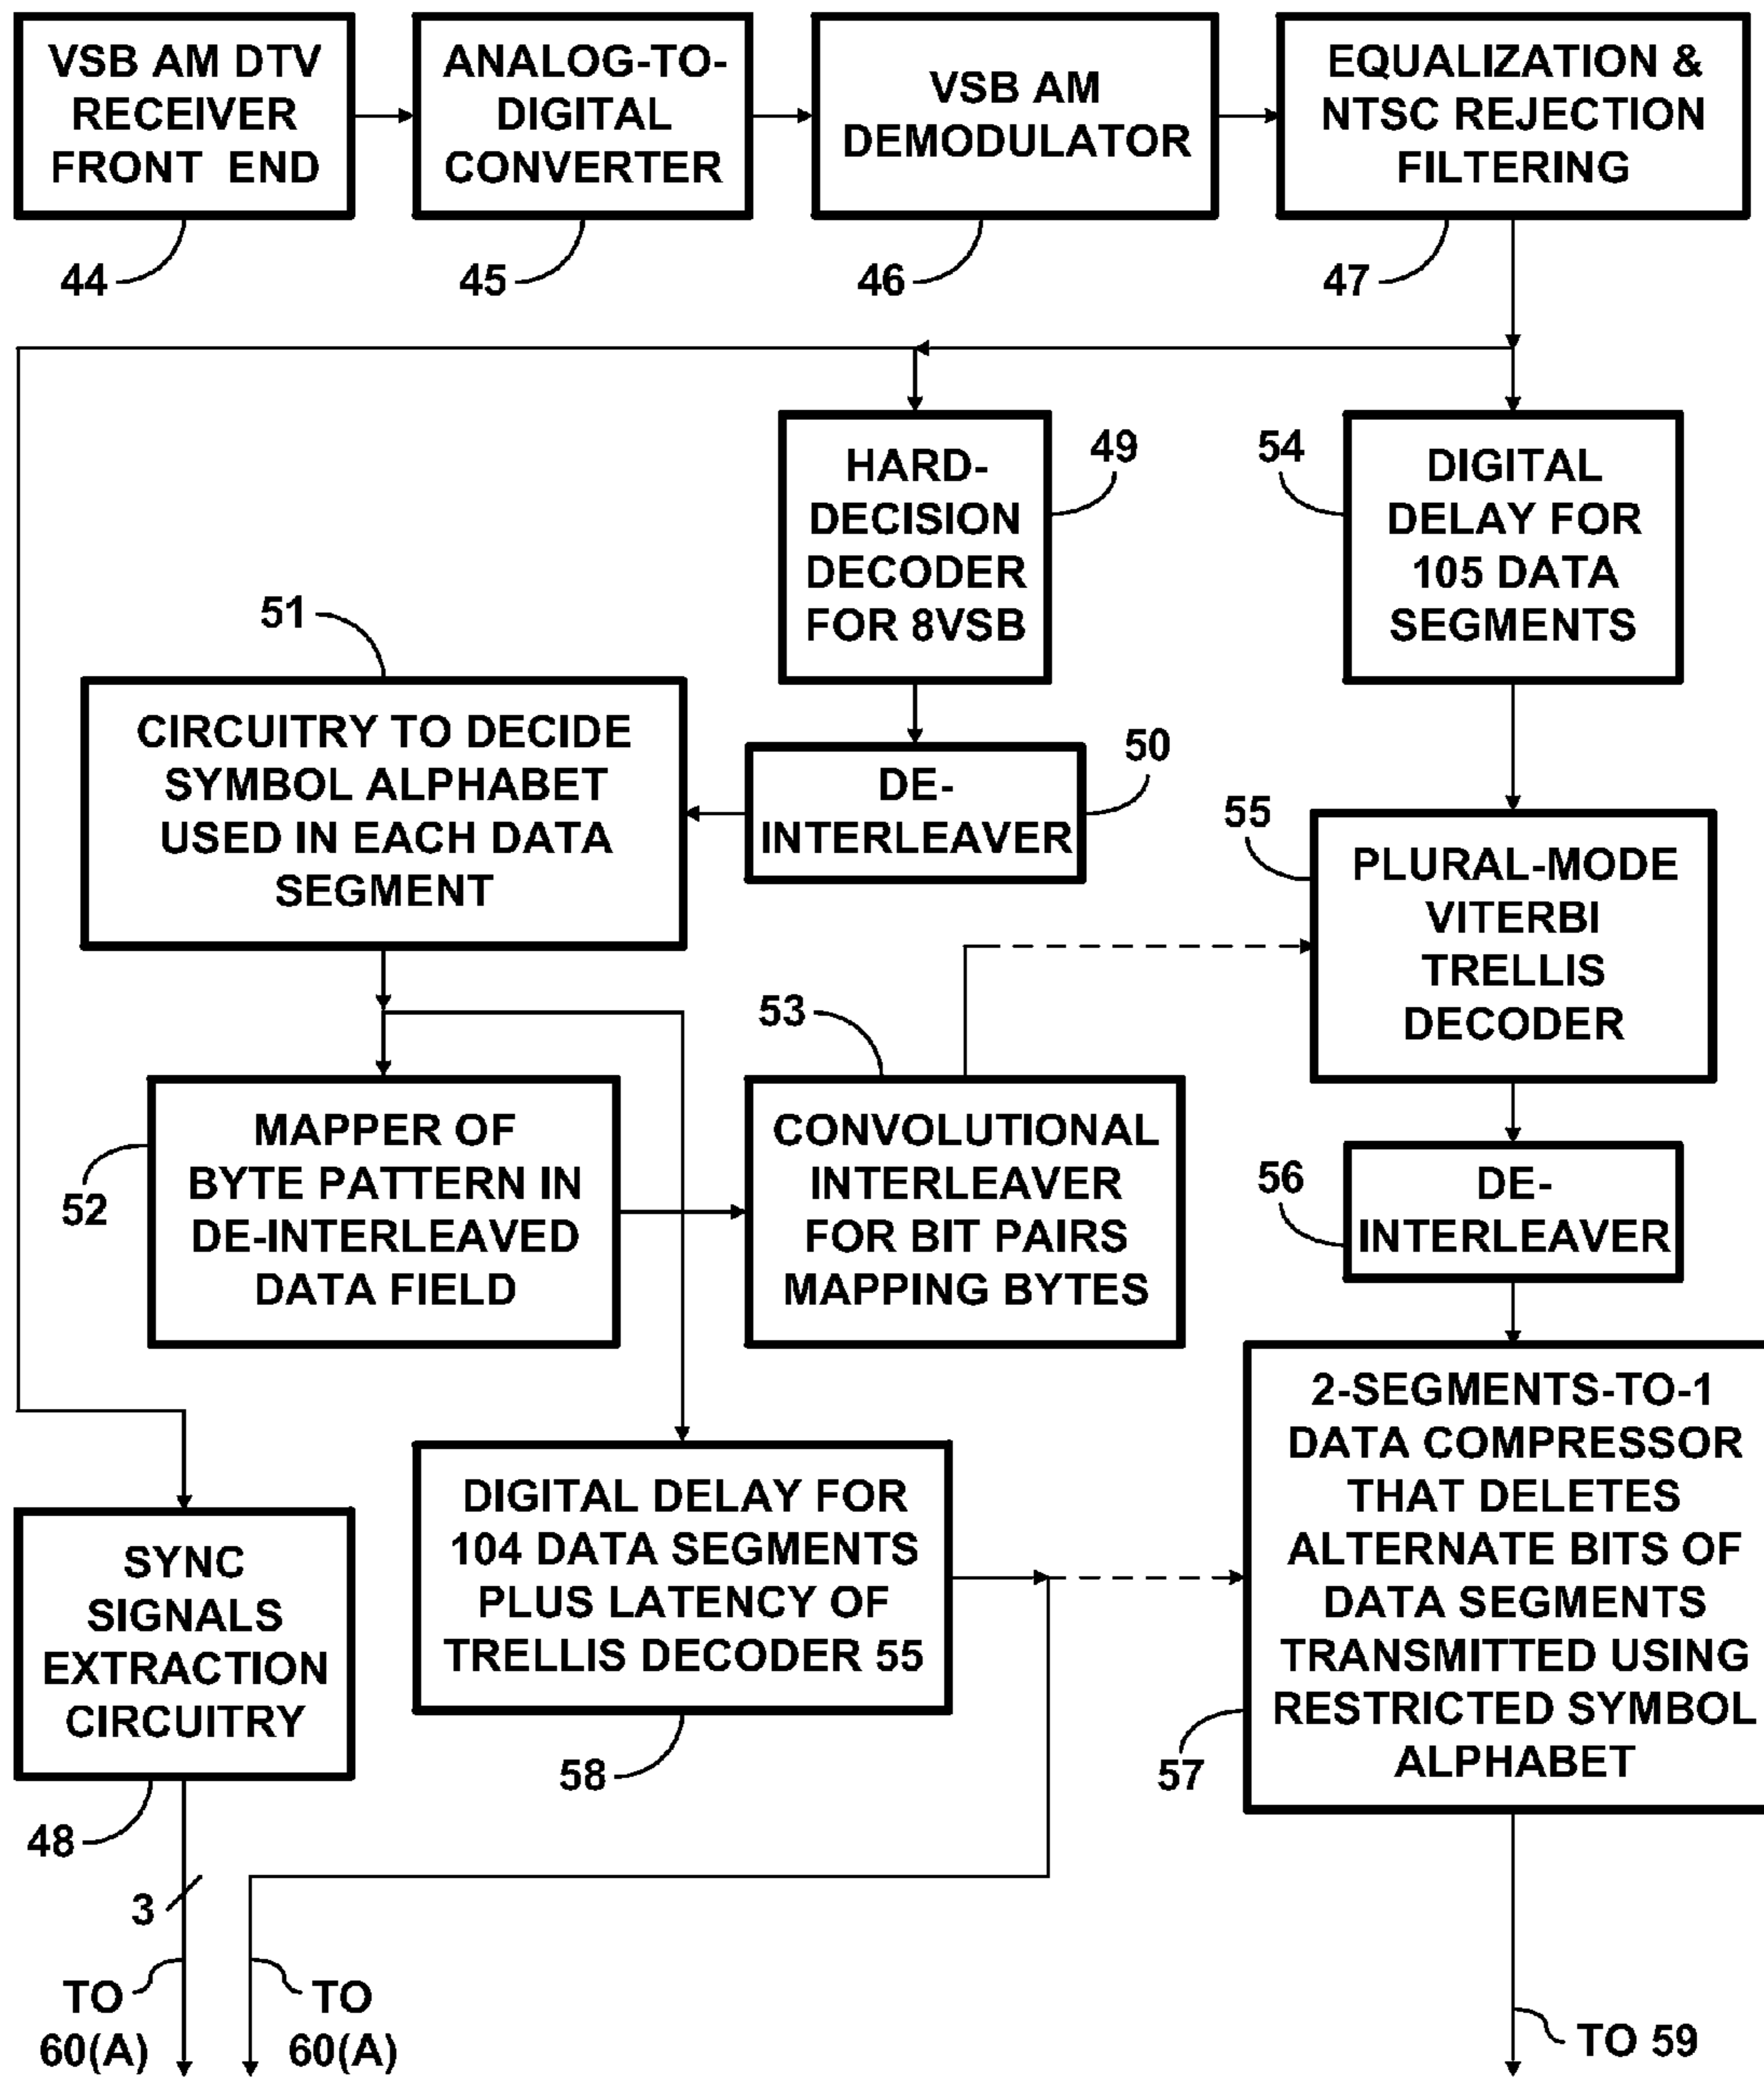 VSB AM DTV
RECEIVER
FRONT END
44
ANALOG-TO-
DIGITAL
CONVERTER
45
VSB AM
DEMODULATOR
46
EQUALIZATION &
NTSC REJECTION
FILTERING
47
HARD-
DECISION
DECODER
FOR 8VSB
49
54
DIGITAL
DELAY FOR
105 DATA
SEGMENTS
51
CIRCUITRY TO DECIDE
SYMBOL ALPHABET
USED IN EACH DATA
SEGMENT
DE-
INTERLEAVER
50
55
PLURAL-MODE
VITERBI
TRELLIS
DECODER
52
MAPPER OF
BYTE PATTERN IN
DE-INTERLEAVED
DATA FIELD
53
CONVOLUTIONAL
INTERLEAVER
FOR BIT PAIRS
MAPPING BYTES
56
DE-
INTERLEAVER
SYNC
SIGNALS
EXTRACTION
CIRCUITRY
48
DIGITAL DELAY FOR
104 DATA SEGMENTS
PLUS LATENCY OF
TRELLIS DECODER 55
58
2-SEGMENTS-TO-1
DATA COMPRESSOR
THAT DELETES
ALTERNATE BITS OF
DATA SEGMENTS
TRANSMITTED USING
RESTRICTED SYMBOL
ALPHABET
57
3
TO
60(A)
TO
60(A)
TO 59